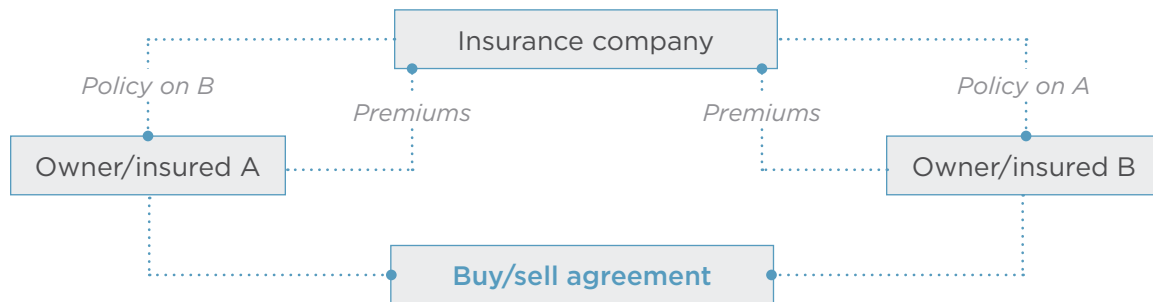 Insurance company
Policy on B
Policy on A
Premiums
Premiums
Owner/insured A
Owner/insured B
Buy/sell agreement